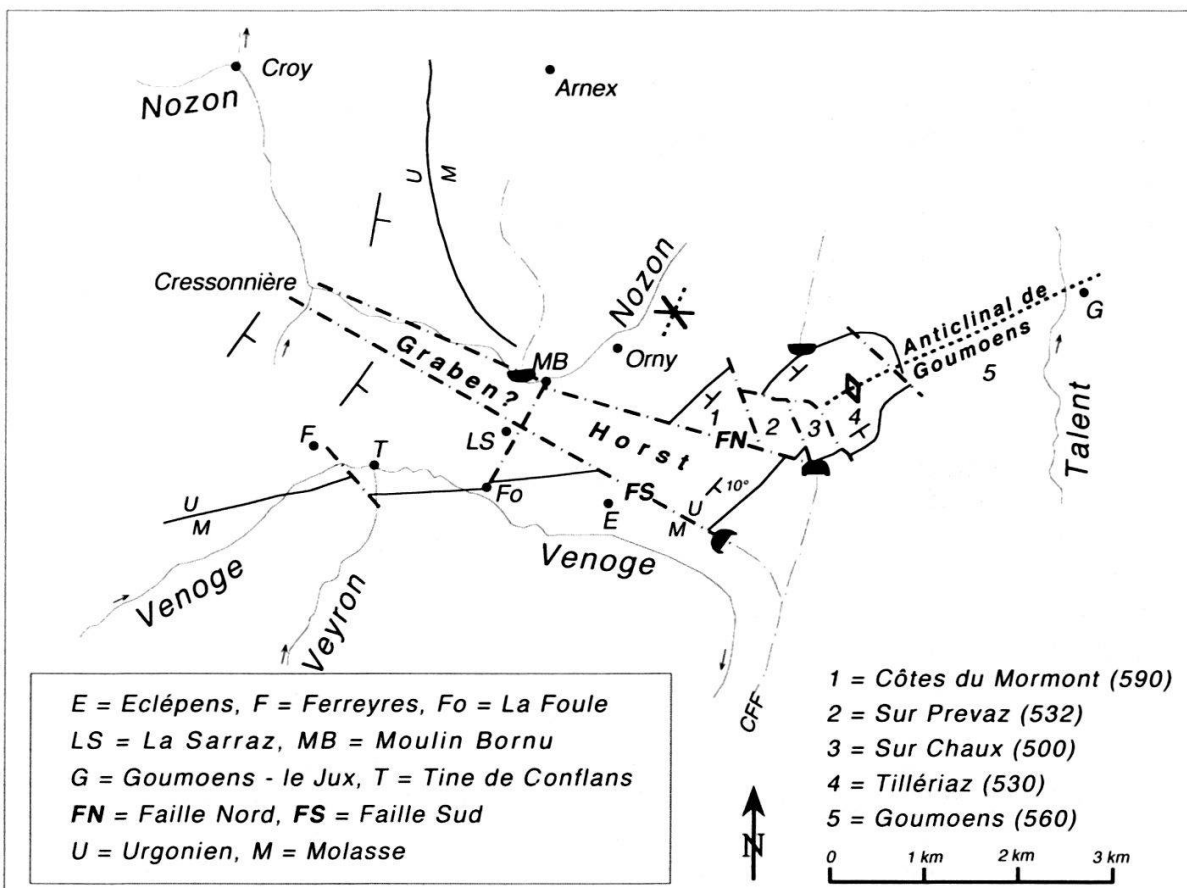 Croy
Arnex
Nozon
U
M
Nozon
Cressonnière
Graben?
MB
Orny
Anticlinal de
Goumoens
G
5
1
FN
2
3
4
Horst
LS
F
T
Fo
FS
10°
U
M
E
U
M
Talent
Venoge
Venoge
Veyron
CFF
N
E = Eclépens, F = Ferreyres, Fo = La Foule
LS = La Sarraz, MB = Moulin Bornu
G = Goumoens - le Jux, T = Tine de Conflans
FN = Faille Nord, FS = Faille Sud
U = Urgonien, M = Molasse
1 = Côtes du Mormont (590)
2 = Sur Prevaz (532)
3 = Sur Chaux (500)
4 = Tillériaz (530)
5 = Goumoens (560)
0 1 km 2 km 3 km